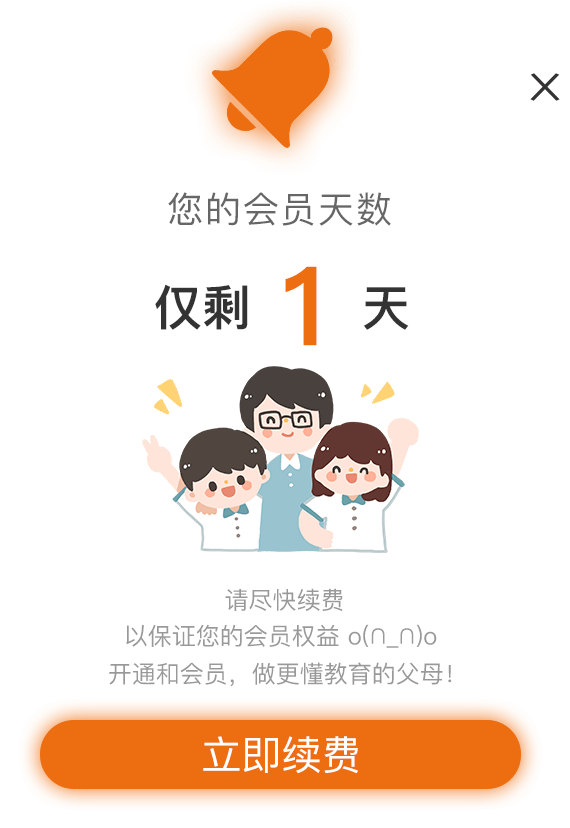 您的会员天数
仅剩 1 天
请尽快续费
以保证您的会员权益 o(∩_∩)o
开通和会员，做更懂教育的父母！
立即续费